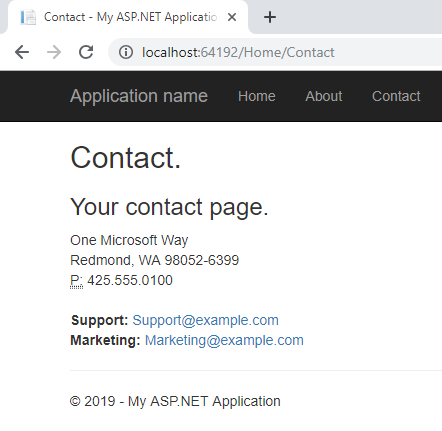 Contact - My ASP.NET Applicatio
localhost:64192/Home/Contact
Application name Home About Contact
Contact.
Your contact page.
One Microsoft Way
Redmond, WA 98052-6399
P: 425.555.0100
Support: Support@example.com
Marketing: Marketing@example.com
© 2019 - My ASP.NET Application